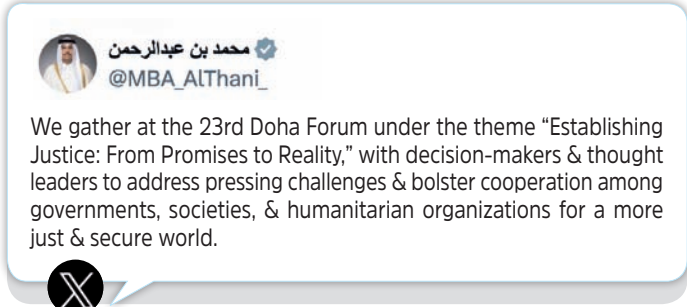 محمد بن عبدالرحمن
@MBA_AlThani_
We gather at the 23rd Doha Forum under the theme “Establishing
Justice: From Promises to Reality,” with decision-makers & thought
leaders to address pressing challenges & bolster cooperation among
governments, societies, & humanitarian organizations for a more
just & secure world.